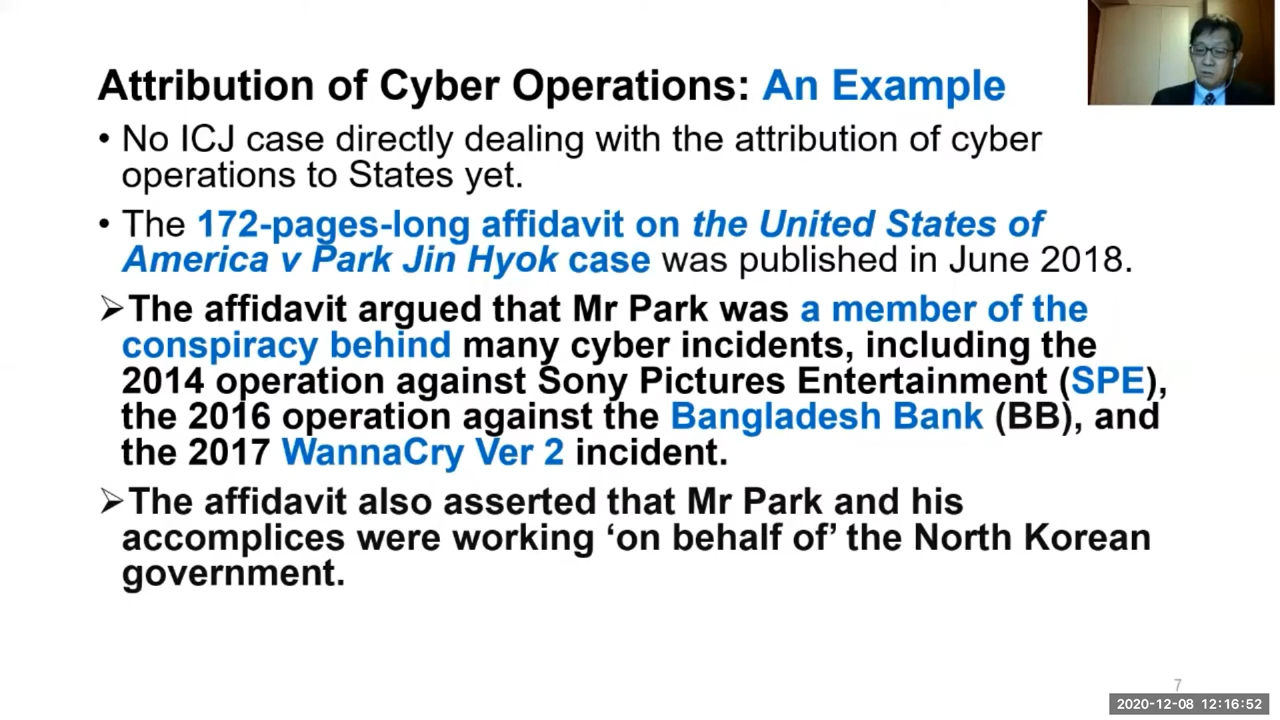 Attribution of Cyber Operations: An Example
• No ICJ case directly dealing with the attribution of cyber
operations to States yet.
• The 172-pages-long affidavit on the United States of
America v Park Jin Hyok case was published in June 2018.
➢The affidavit argued that Mr Park was a member of the
conspiracy behind many cyber incidents, including the
2014 operation against Sony Pictures Entertainment (SPE),
the 2016 operation against the Bangladesh Bank (BB), and
the 2017 WannaCry Ver 2 incident.
➢The affidavit also asserted that Mr Park and his
accomplices were working ‘on behalf of’ the North Korean
government.
7
2020-12-08 12:16:52